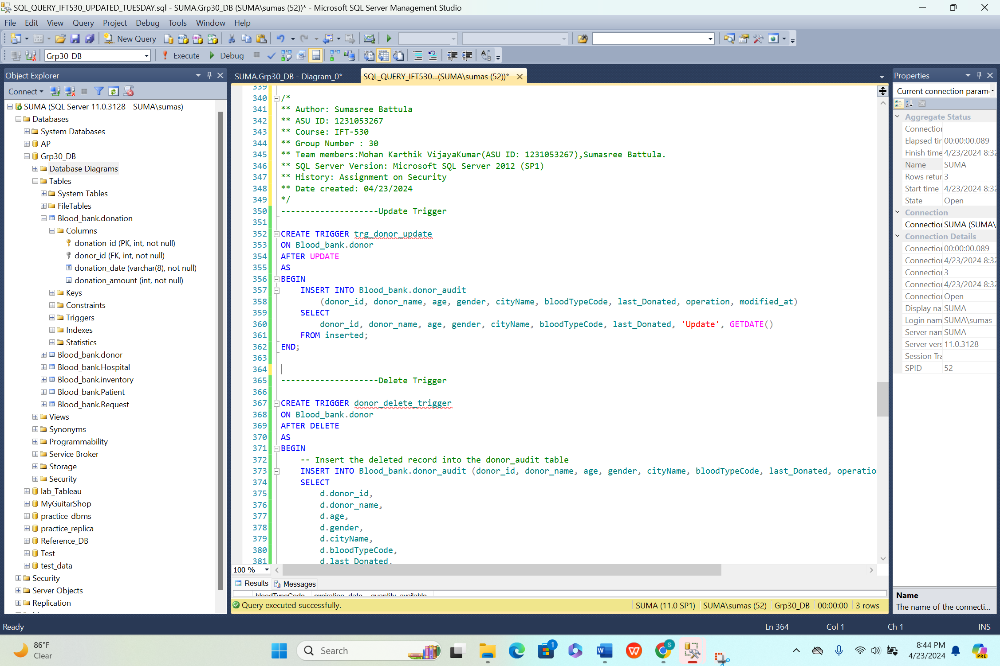 SQL_QUERY_IFT530_UPDATED_TUESDAY.sql - SUMA.Grp30_DB (SUMA\sumas (52))* - Microsoft SQL Server Management Studio
File Edit View Query Project Debug Tools Window Help
New Query
Grp30_DB Execute Debug
Object Explorer
Connect
SUMA (SQL Server 11.0.3128 - SUMA\sumas)
Databases
System Databases
AP
Grp30_DB
Database Diagrams
Tables
System Tables
FileTables
Blood_bank.donation
Columns
donation_id (PK, int, not null)
donor_id (FK, int, not null)
donation_date (varchar(8), not null)
donation_amount (int, not null)
Keys
Constraints
Triggers
Indexes
Statistics
Blood_bank.donor
Blood_bank.Hospital
Blood_bank.inventory
Blood_bank.Patient
Blood_bank.Request
Views
Synonyms
Programmability
Service Broker
Storage
Security
lab_Tableau
MyGuitarShop
practice_dbms
practice_replica
Reference_DB
Test
test_data
Security
Server Objects
Replication
SUMA.Grp30_DB - Diagram_0*
SQL_QUERY_IFT530...(SUMA\sumas (52))*
339
340 /*
341 ** Author: Sumasree Battula
342 ** ASU ID: 1231053267
343 ** Course: IFT-530
344 ** Group Number : 30
345 ** Team members:Mohan Karthik VijayaKumar(ASU ID: 1231053267),Sumasree Battula.
346 ** SQL Server Version: Microsoft SQL Server 2012 (SP1)
347 ** History: Assignment on Security
348 ** Date created: 04/23/2024
349 */
350 --------------------Update Trigger
351
352 CREATE TRIGGER trg_donor_update
353 ON Blood_bank.donor
354 AFTER UPDATE
355 AS
356 BEGIN
357 INSERT INTO Blood_bank.donor_audit
358 (donor_id, donor_name, age, gender, cityName, bloodTypeCode, last_Donated, operation, modified_at)
359 SELECT
360 donor_id, donor_name, age, gender, cityName, bloodTypeCode, last_Donated, 'Update', GETDATE()
361 FROM inserted;
362 END;
363
364
365 --------------------Delete Trigger
366
367 CREATE TRIGGER donor_delete_trigger
368 ON Blood_bank.donor
369 AFTER DELETE
370 AS
371 BEGIN
372 -- Insert the deleted record into the donor_audit table
373 INSERT INTO Blood_bank.donor_audit (donor_id, donor_name, age, gender, cityName, bloodTypeCode, last_Donated, operatio
374 SELECT
375 d.donor_id,
376 d.donor_name,
377 d.age,
378 d.gender,
379 d.cityName,
380 d.bloodTypeCode,
381 d.last_Donated,
100 %
Results Messages
bloodTypeCode expiration_date quantity_available
Query executed successfully. SUMA (11.0 SP1) SUMA\sumas (52) Grp30_DB 00:00:00 3 rows
Properties
Current connection param
Aggregate Status
Connection
Elapsed tir 00:00:00.089
Finish time 4/23/2024 8:32
Name SUMA
Rows retur 3
Start time 4/23/2024 8:32
State Open
Connection
Connection SUMA (SUMA\
Connection Details
Connection 00:00:00.089
Connection 4/23/2024 8:32
Connection 3
Connection 4/23/2024 8:32
Connection Open
Display na SUMA
Login nam SUMA\sumas
Server nam SUMA
Server vers 11.0.3128
Session Tra
SPID 52
Name
The name of the connecti...
Ready Ln 364 Col 1 Ch 1 INS
86°F
Clear
Search
1
S
W
PRE
8:44 PM
4/23/2024